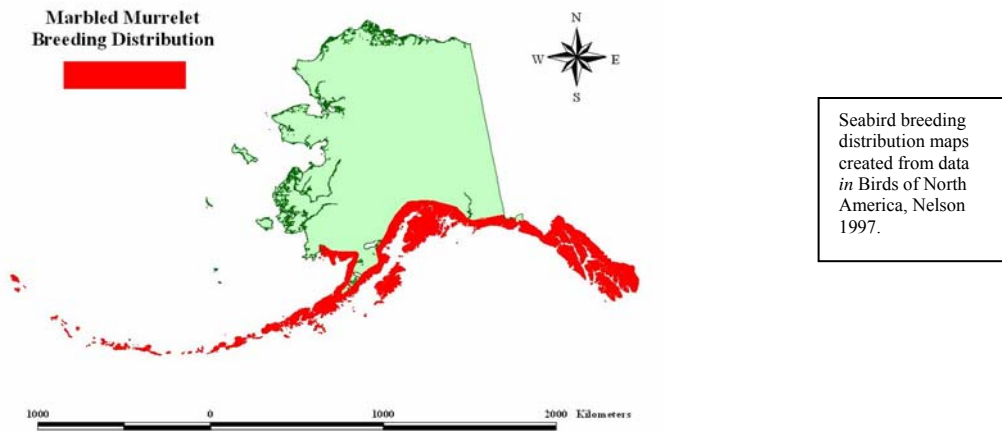 Marbled Murrelet
Breeding Distribution
N
W
E
S
Seabird breeding
distribution maps
created from data
in Birds of North
America, Nelson
1997.
1000
0
1000
2000
Kilometers